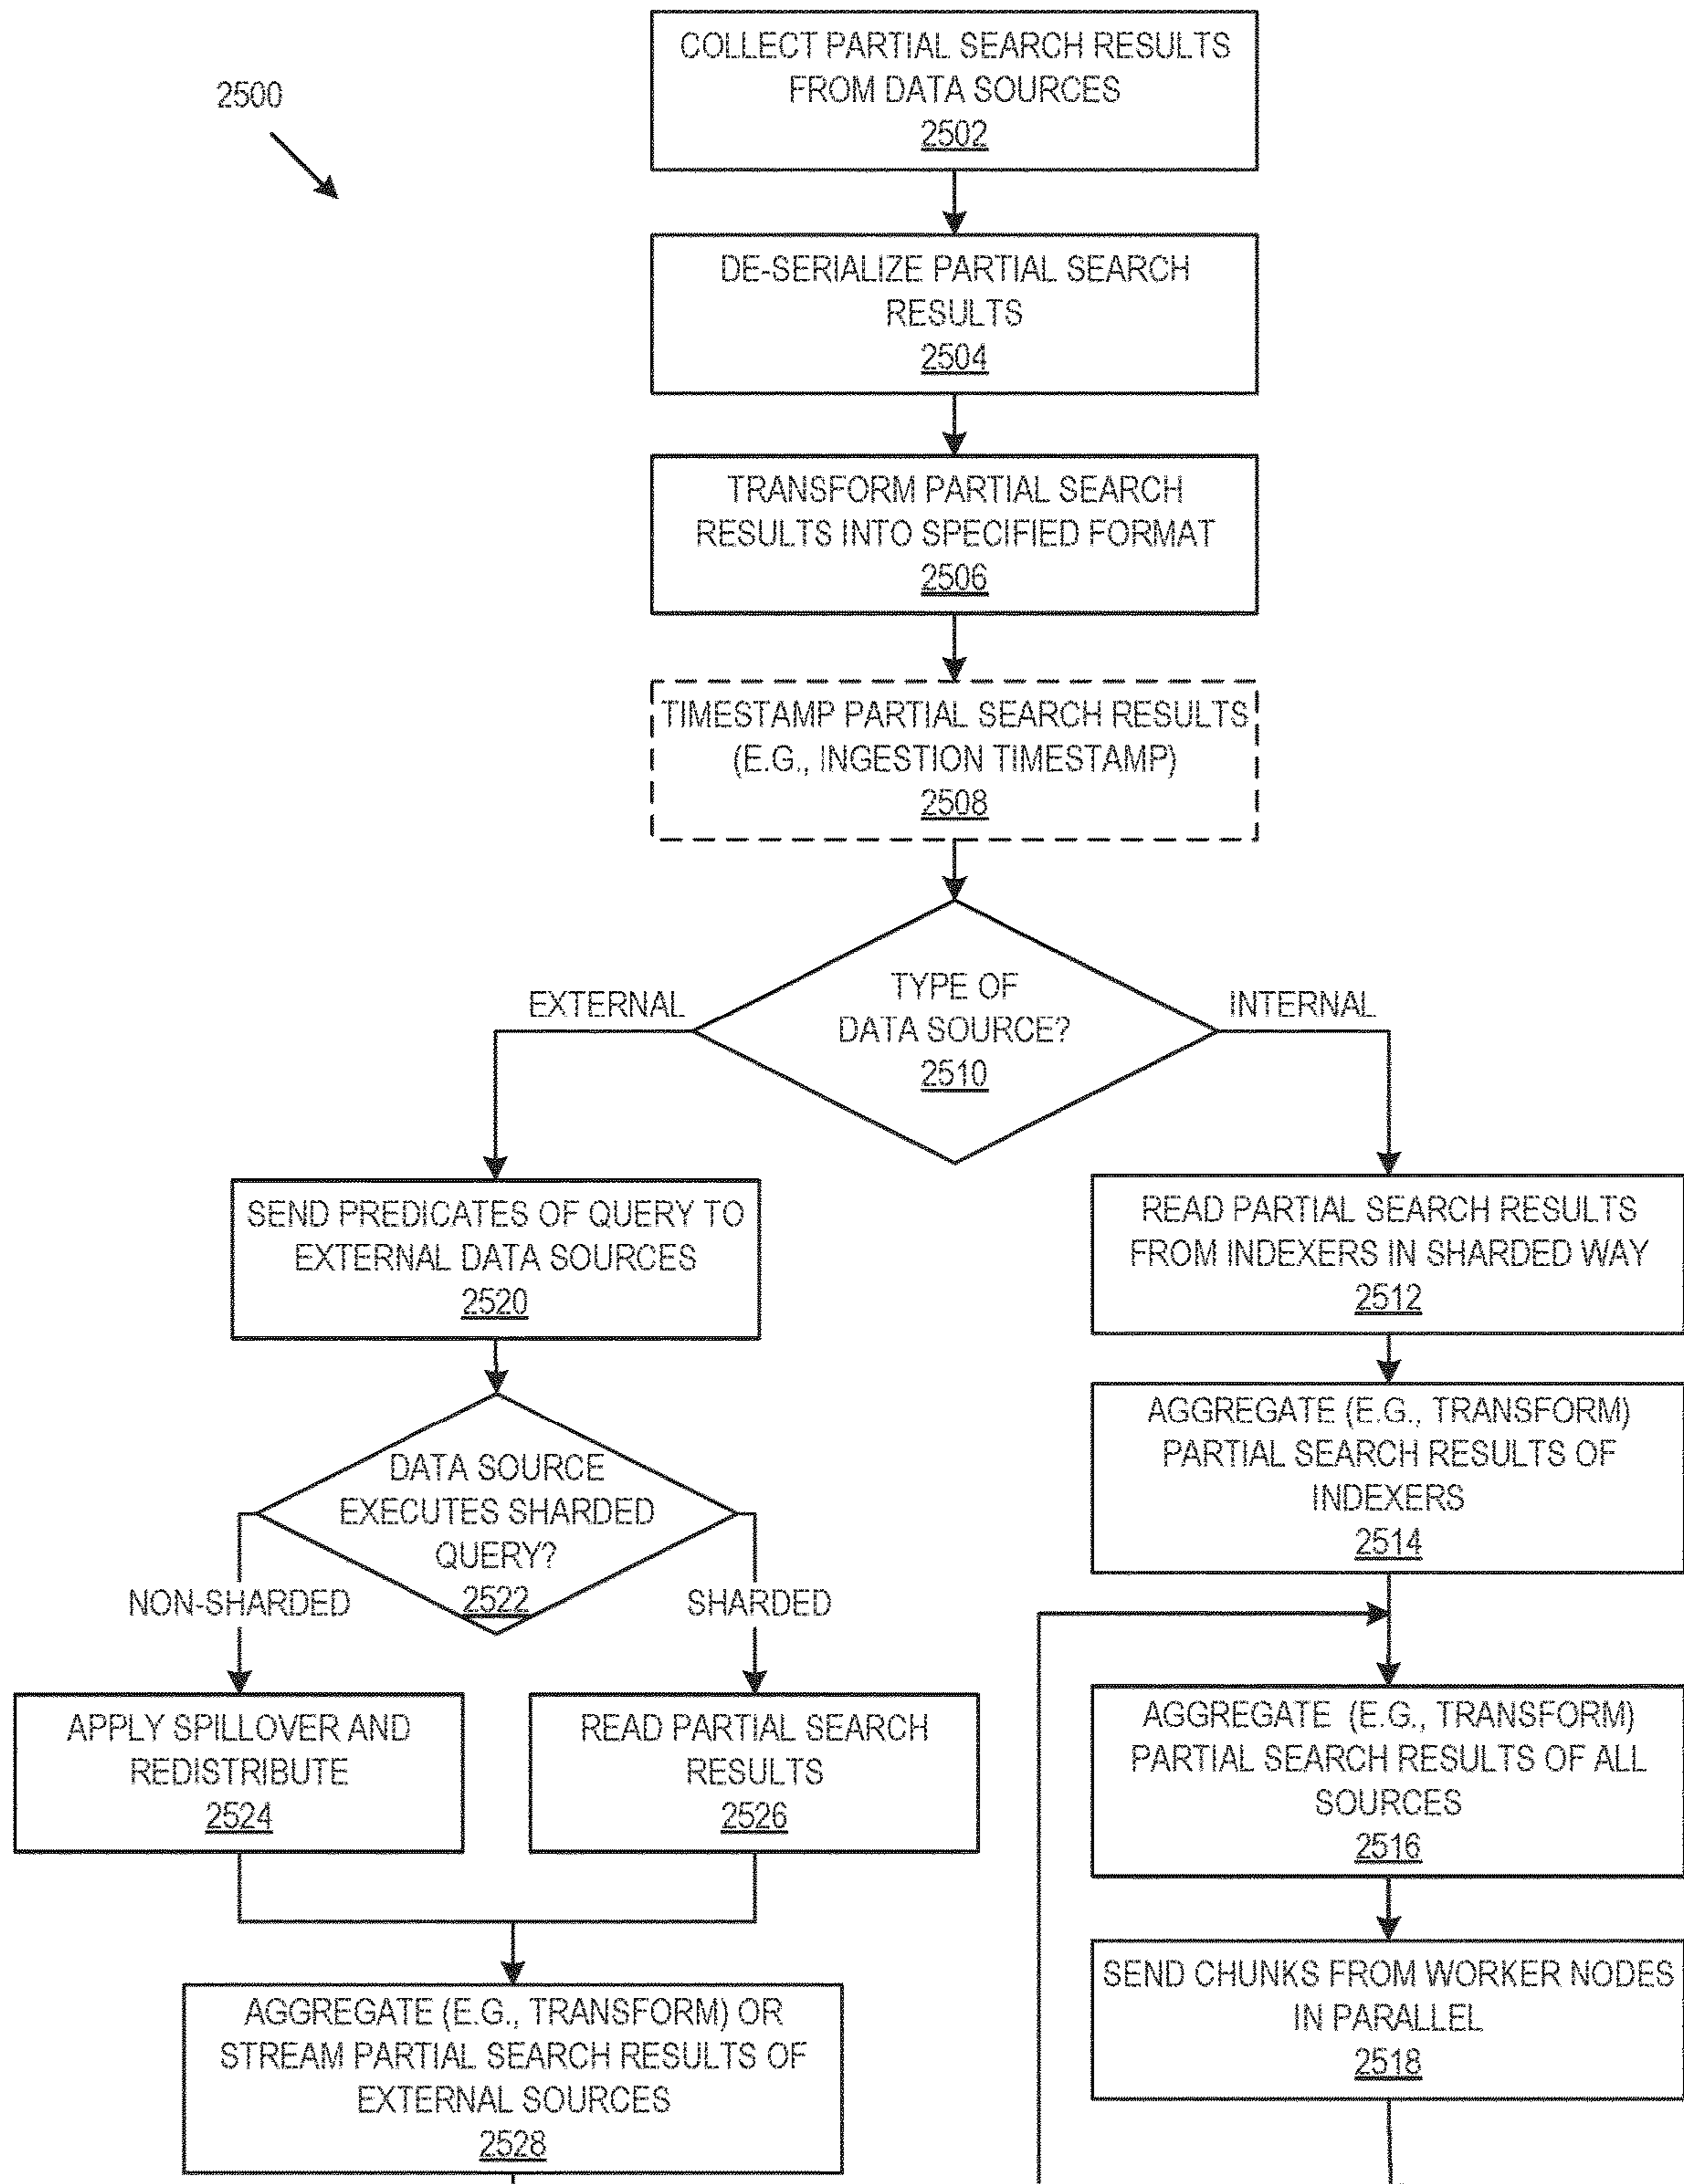 2500
COLLECT PARTIAL SEARCH RESULTS
FROM DATA SOURCES
2502
DE-SERIALIZE PARTIAL SEARCH
RESULTS
2504
TRANSFORM PARTIAL SEARCH
RESULTS INTO SPECIFIED FORMAT
2506
TIMESTAMP PARTIAL SEARCH RESULTS
(E.G., INGESTION TIMESTAMP)
2508
TYPE OF
DATA SOURCE?
2510
EXTERNAL
INTERNAL
SEND PREDICATES OF QUERY TO
EXTERNAL DATA SOURCES
2520
DATA SOURCE
EXECUTES SHARDED
QUERY?
2522
NON-SHARDED
SHARDED
APPLY SPILLOVER AND
REDISTRIBUTE
2524
READ PARTIAL SEARCH
RESULTS
2526
AGGREGATE (E.G., TRANSFORM) OR
STREAM PARTIAL SEARCH RESULTS OF
EXTERNAL SOURCES
2528
READ PARTIAL SEARCH RESULTS
FROM INDEXERS IN SHARDED WAY
2512
AGGREGATE (E.G., TRANSFORM)
PARTIAL SEARCH RESULTS OF
INDEXERS
2514
AGGREGATE (E.G., TRANSFORM)
PARTIAL SEARCH RESULTS OF ALL
SOURCES
2516
SEND CHUNKS FROM WORKER NODES
IN PARALLEL
2518